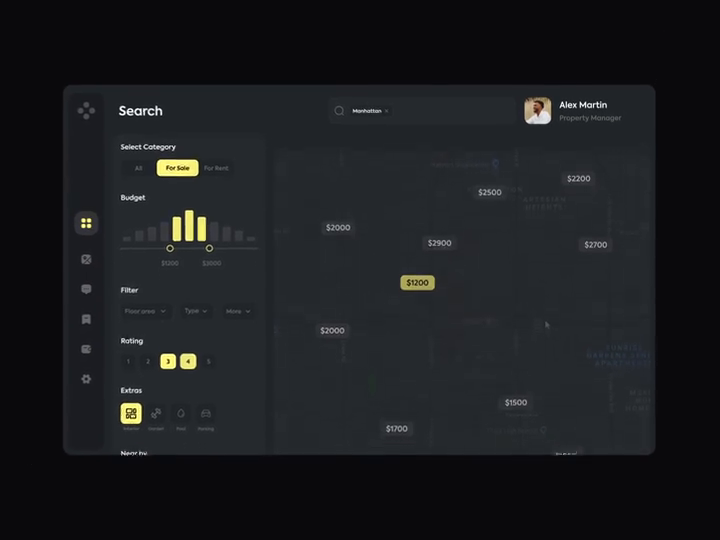 Search
Manhattan ×
Alex Martin
Property Manager
Select Category
All
For Sale
For Rent
Budget
$1200
$3000
Filter
Floor area
Type
More
Rating
1
2
3
4
5
Extras
Interior
Garden
Pool
Parking
Near by
$2200
$2500
$2000
$2900
$2700
$1200
$2000
$1500
$1700